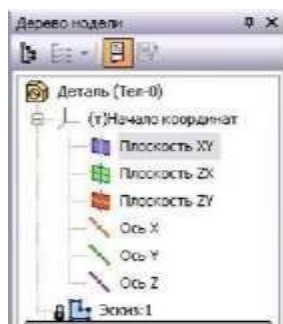 Дерево модели
Деталь (Тел-0)
(т)Начало координат
Плоскость XY
Плоскость ZX
Плоскость ZY
Ось X
Ось Y
Ось Z
Эскиз:1